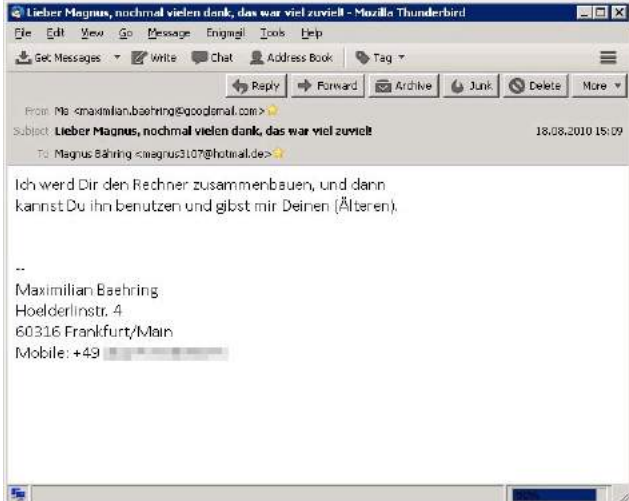 Lieber Magnus, nochmal vielen dank, das war viel zuviel! - Mozilla Thunderbird
File Edit View Go Message Enigmail Tools Help
Get Messages Write Chat Address Book Tag
Reply Forward Archive Junk Delete More
From Me <maximilian.baehring@googlemail.com>
Subject Lieber Magnus, nochmal vielen dank, das war viel zuviel! 18.08.2010 15:09
To Magnus Bähring <magnus3107@hotmail.de>
Ich werd Dir den Rechner zusammenbauen, und dann
kannst Du ihn benutzen und gibst mir Deinen (Älteren).
--
Maximilian Baehring
Hoelderlinstr. 4
60316 Frankfurt/Main
Mobile: +49